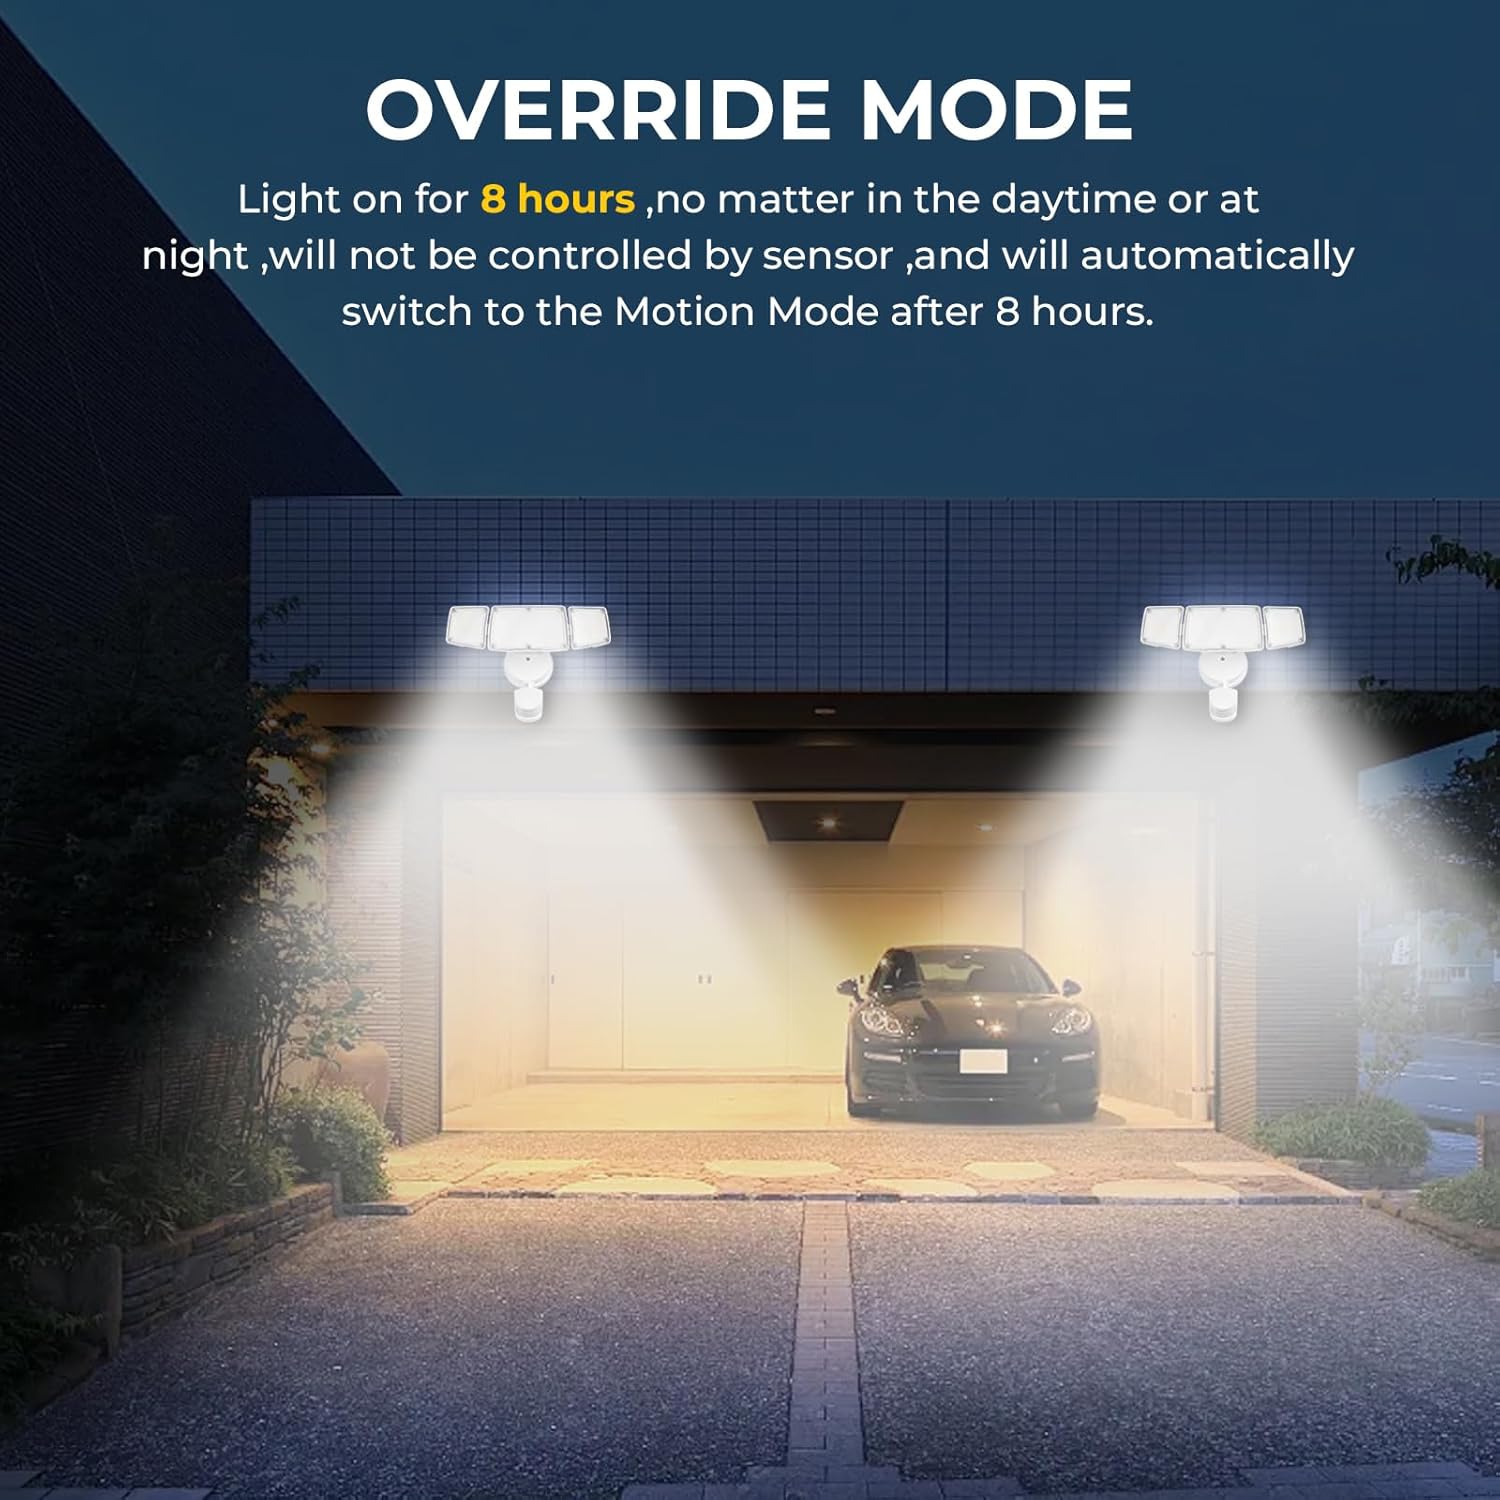 OVERRIDE MODE
Light on for 8 hours ,no matter in the daytime or at
night ,will not be controlled by sensor ,and will automatically
switch to the Motion Mode after 8 hours.